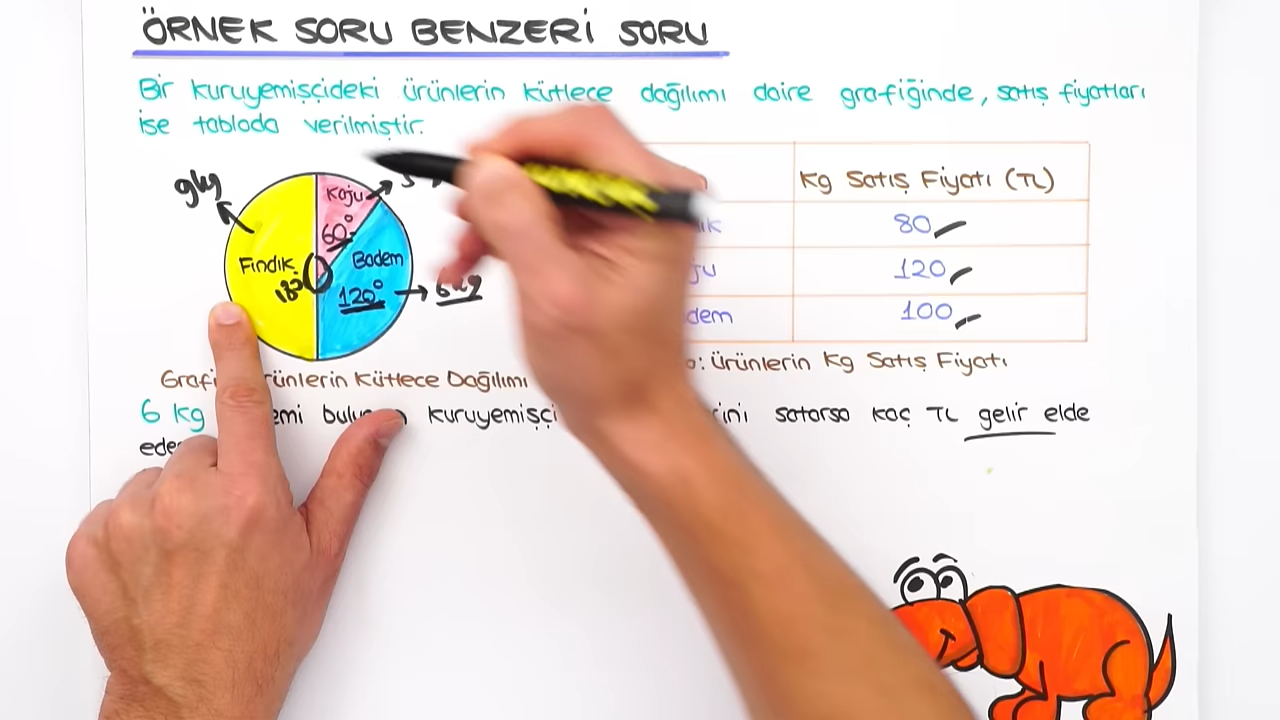 ÖRNEK SORU BENZERİ SORU
Bir kuruyemişçideki ürünlerin kütlece dağılımı daire grafiğinde, satış fiyatları
ise tabloda verilmiştir.
Kg Satış Fiyatı (TL)
80
120
100
9kg
Kaju
60°
Fındık
180°
Badem
120°
6kg
Kütlece Dağılımı
Ürünlerin Kg Satış Fiyatı
6 kg kuruyemişçi satarsa kaç TL gelir elde